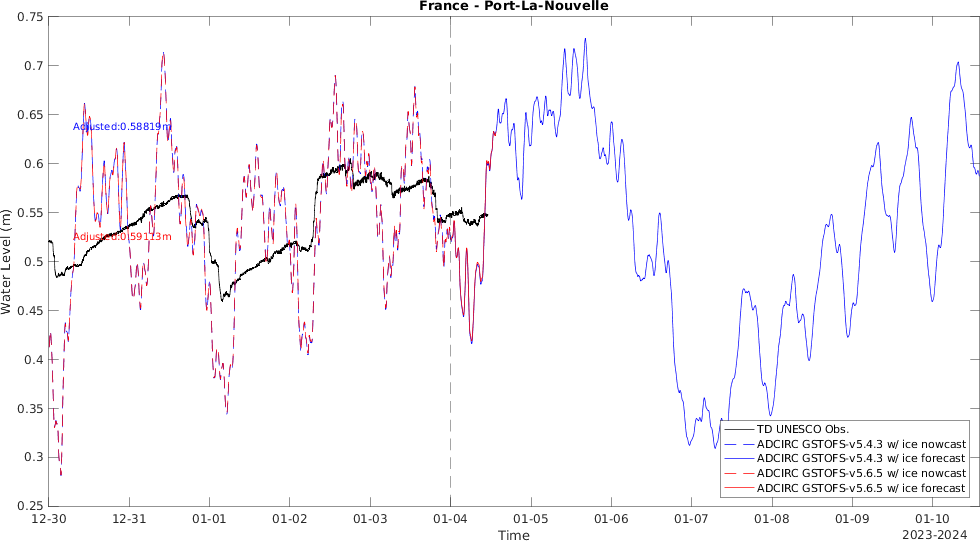 France - Port-La-Nouvelle
0.75
0.7
0.65
0.6
0.55
0.5
0.45
0.4
0.35
0.3
0.25
Water Level (m)
Adjusted:0.58819m
Adjusted:0.59113m
TD UNESCO Obs.
ADCIRC GSTOFS-v5.4.3 w/ ice nowcast
ADCIRC GSTOFS-v5.4.3 w/ ice forecast
ADCIRC GSTOFS-v5.6.5 w/ ice nowcast
ADCIRC GSTOFS-v5.6.5 w/ ice forecast
12-30 12-31 01-01 01-02 01-03 01-04 01-05 01-06 01-07 01-08 01-09 01-10
Time
2023-2024